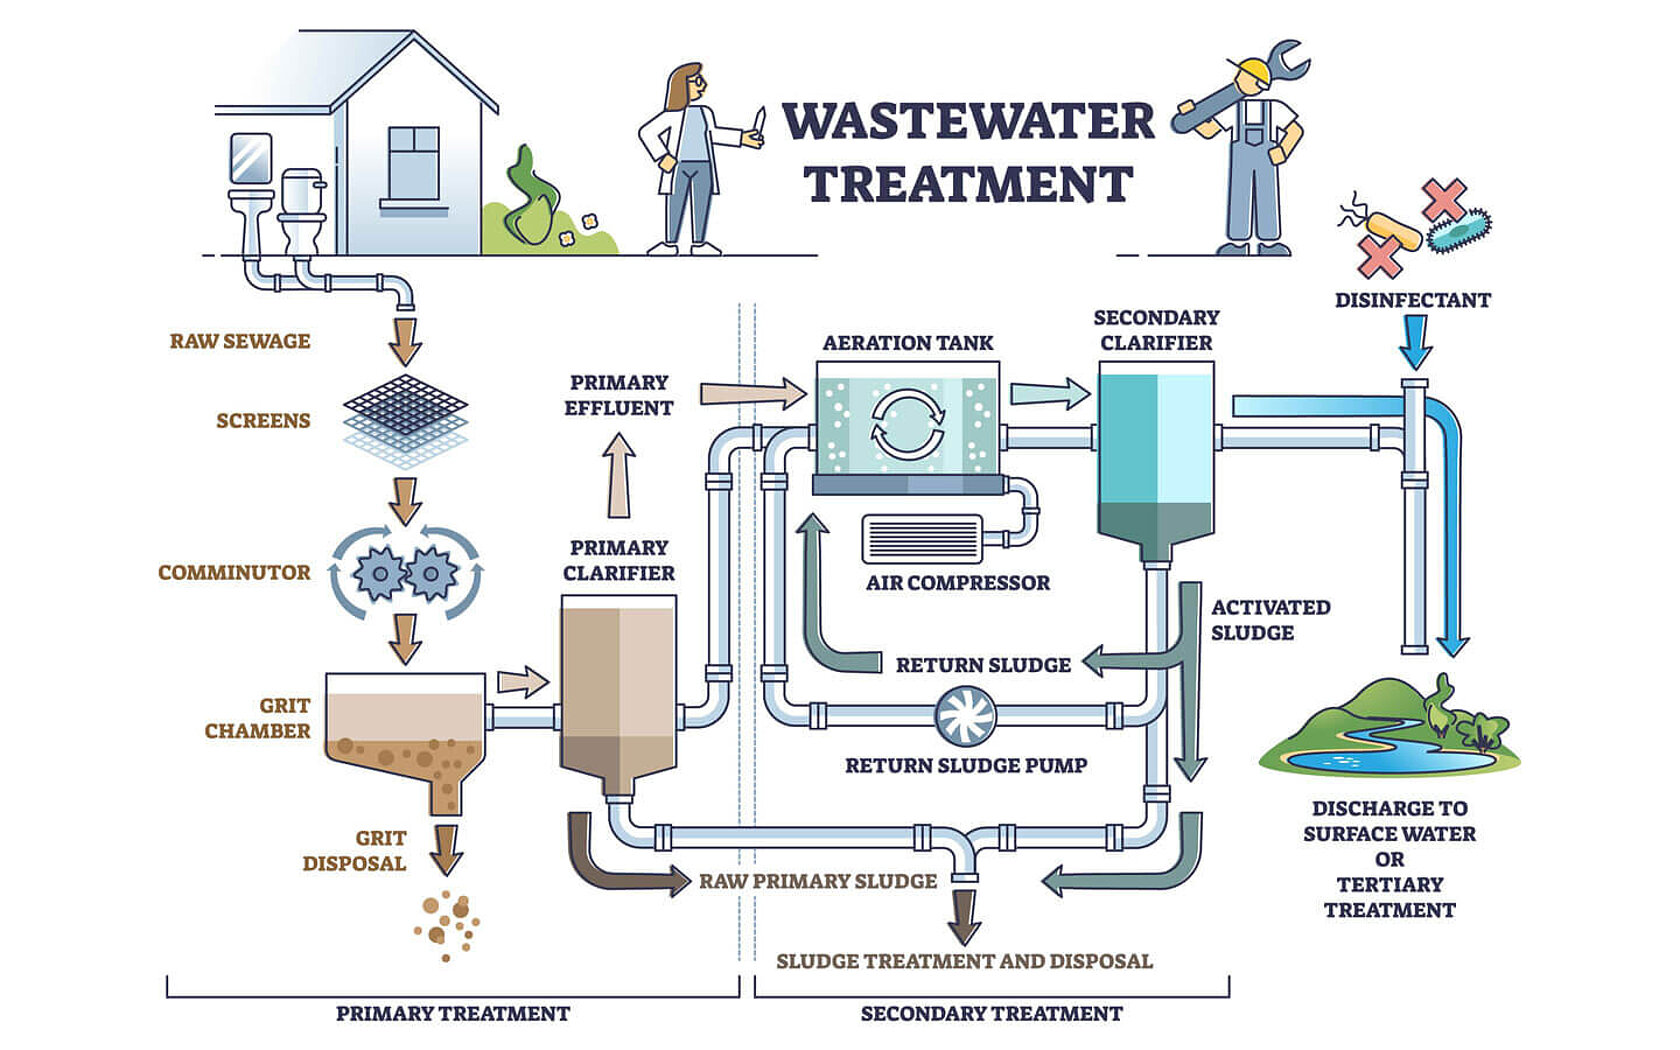 WASTEWATER
TREATMENT
RAW SEWAGE
SCREENS
COMMINUTOR
GRIT
CHAMBER
GRIT
DISPOSAL
PRIMARY
EFFLUENT
PRIMARY
CLARIFIER
RAW PRIMARY SLUDGE
AERATION TANK
SECONDARY
CLARIFIER
AIR COMPRESSOR
RETURN SLUDGE
RETURN SLUDGE PUMP
ACTIVATED
SLUDGE
SLUDGE TREATMENT AND DISPOSAL
DISINFECTANT
DISCHARGE TO
SURFACE WATER
OR
TERTIARY
TREATMENT
PRIMARY TREATMENT
SECONDARY TREATMENT